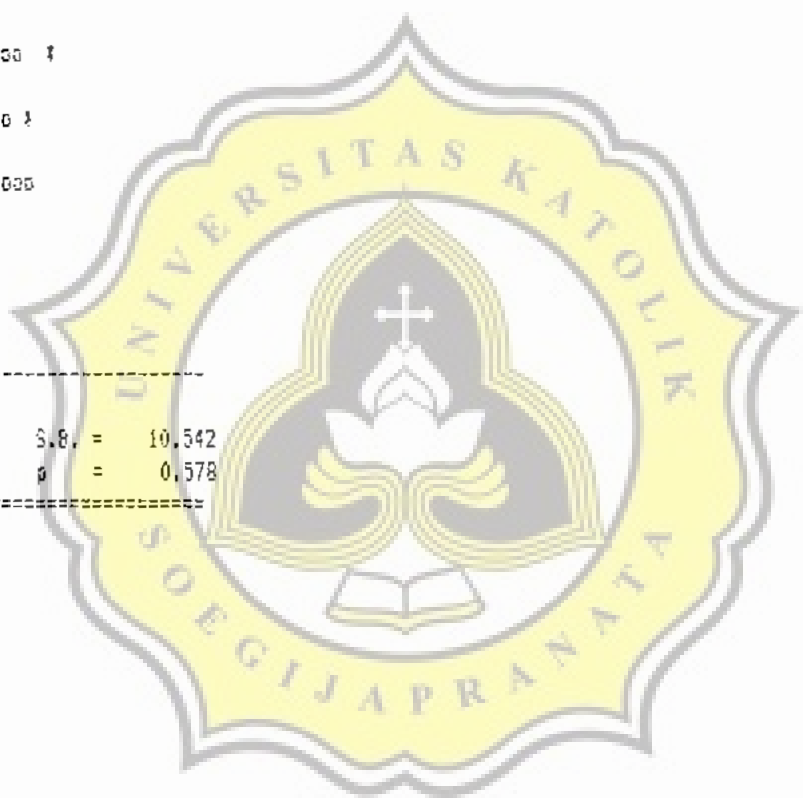 UNIVERSITAS KATOLIK
S.B. = 10.542
p = 0.578
SOEGIJAPRANATA